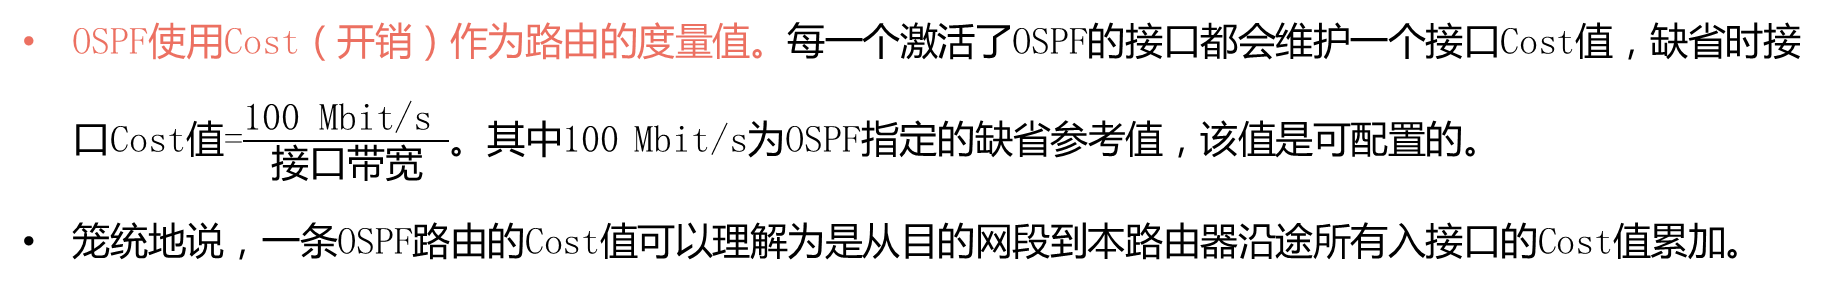 • OSPF使用Cost（开销）作为路由的度量值。每一个激活了OSPF的接口都会维护一个接口Cost值，缺省时接
口Cost值=100 Mbit/s / 接口带宽。其中100 Mbit/s为OSPF指定的缺省参考值，该值是可配置的。
• 笼统地说，一条OSPF路由的Cost值可以理解为是从目的网段到本路由器沿途所有入接口的Cost值累加。